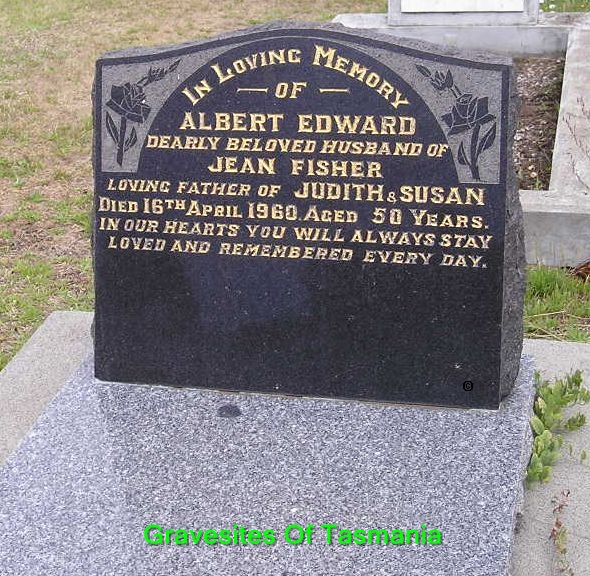 In Loving Memory
— OF —
ALBERT EDWARD
DEARLY BELOVED HUSBAND OF
JEAN FISHER
LOVING FATHER OF JUDITH & SUSAN
DIED 16TH APRIL 1960. AGED 50 YEARS.
IN OUR HEARTS YOU WILL ALWAYS STAY
LOVED AND REMEMBERED EVERY DAY.
©
Gravesites Of Tasmania